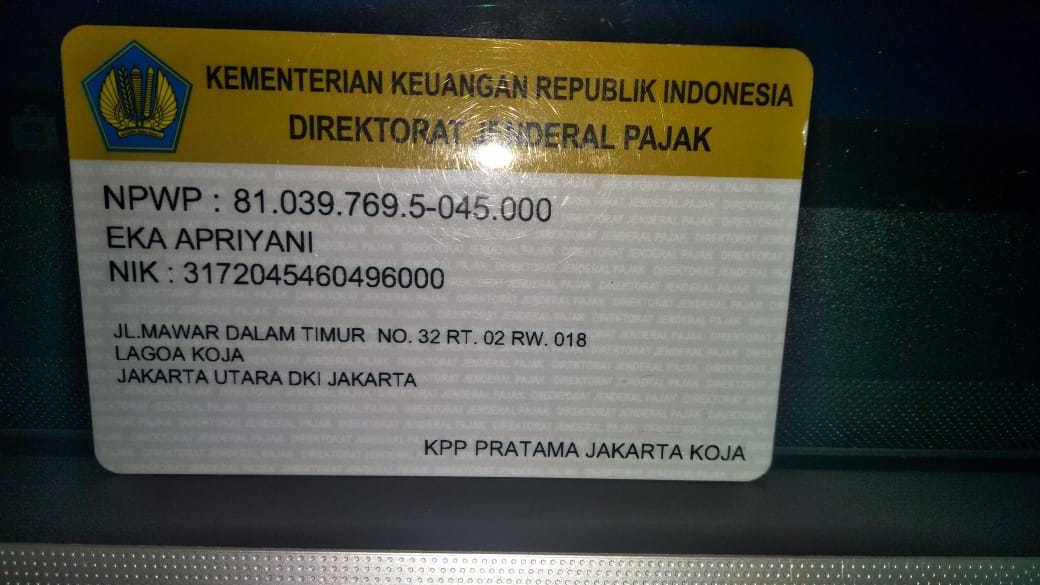 KEMENTERIAN KEUANGAN REPUBLIK INDONESIA
DIREKTORAT JENDERAL PAJAK
NPWP : 81.039.769.5-045.000
EKA APRIYANI
NIK : 3172045460496000
JL.MAWAR DALAM TIMUR NO. 32 RT. 02 RW. 018
LAGOA KOJA
JAKARTA UTARA DKI JAKARTA
KPP PRATAMA JAKARTA KOJA